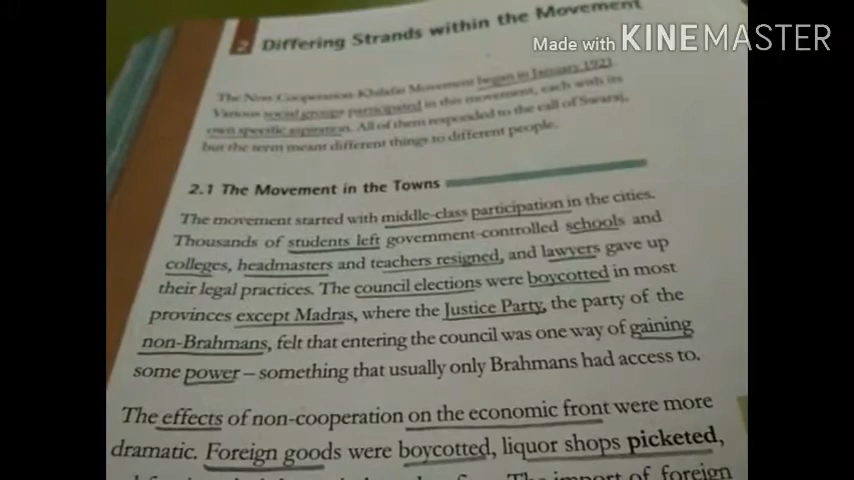 Made with KINEMASTER
2 Differing Strands within the Movement
The Non-Cooperation-Khilafat Movement began in January 1921.
Various social groups participated in this movement, each with its
own specific aspiration. All of them responded to the call of Swaraj,
but the term meant different things to different people.
2.1 The Movement in the Towns
The movement started with middle-class participation in the cities.
Thousands of students left government-controlled schools and
colleges, headmasters and teachers resigned, and lawyers gave up
their legal practices. The council elections were boycotted in most
provinces except Madras, where the Justice Party, the party of the
non-Brahmans, felt that entering the council was one way of gaining
some power – something that usually only Brahmans had access to.
The effects of non-cooperation on the economic front were more
dramatic. Foreign goods were boycotted, liquor shops picketed,
The import of foreign